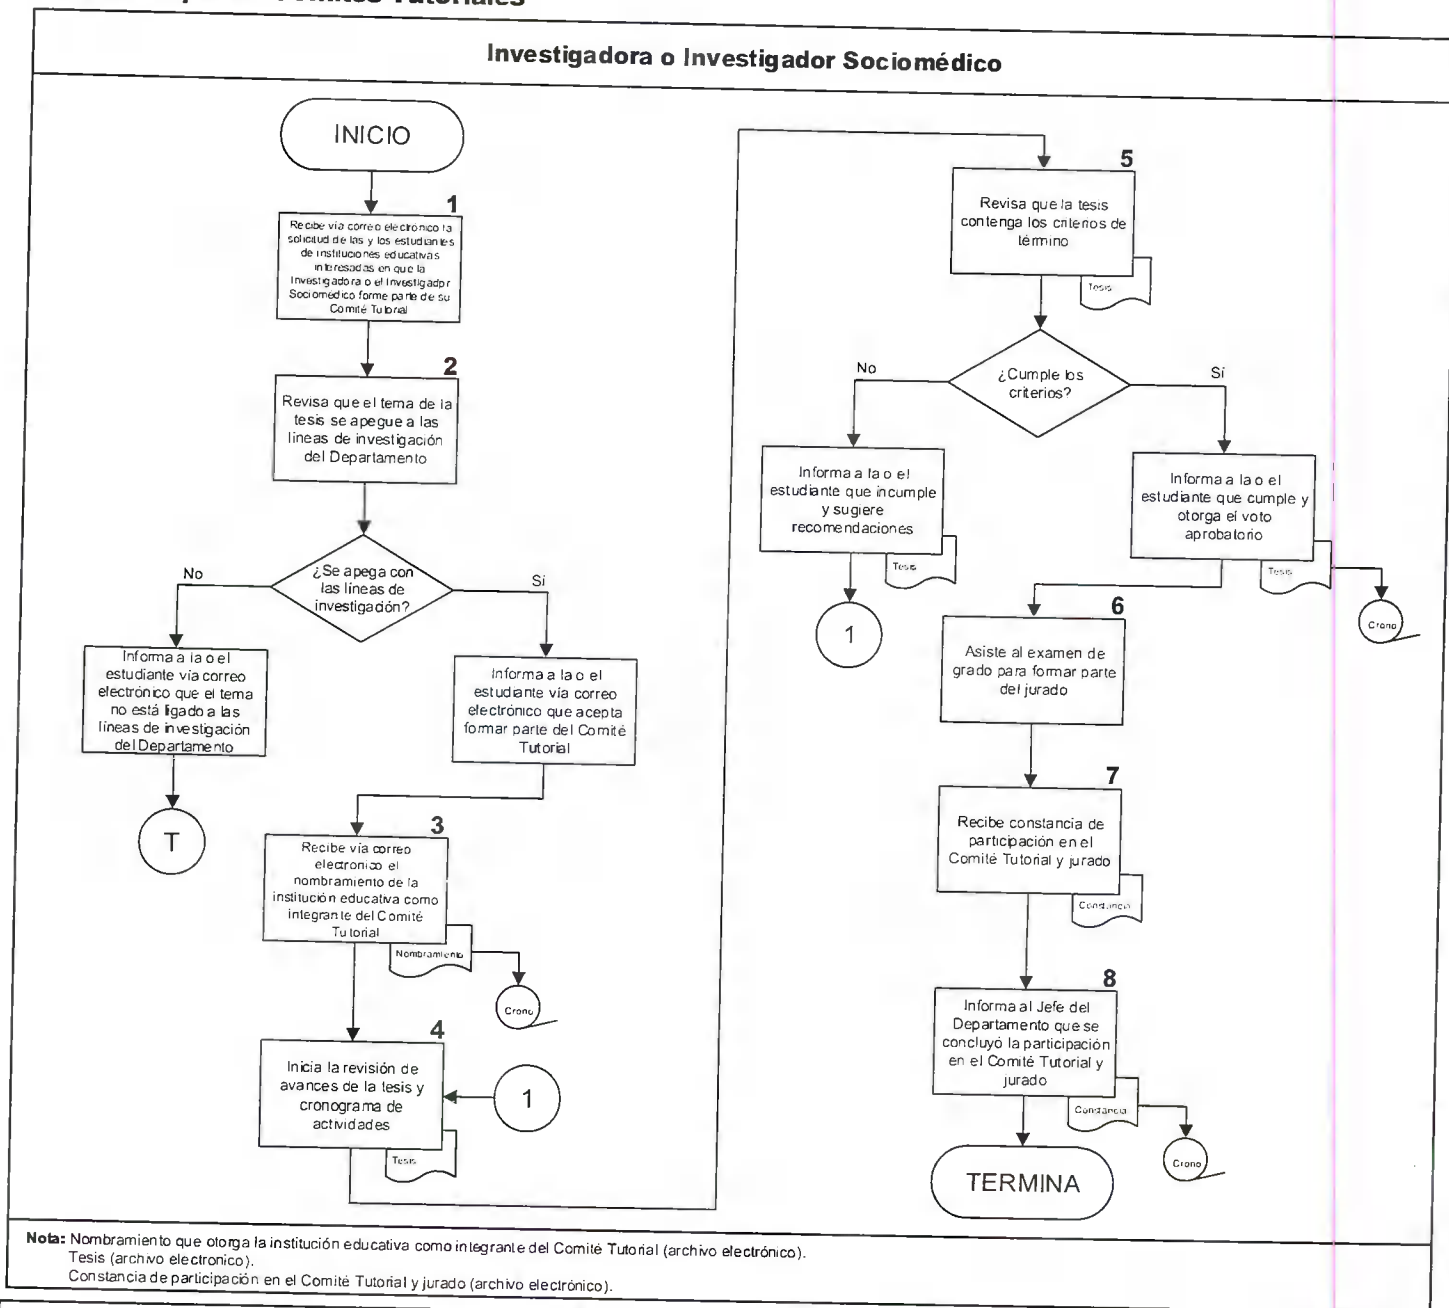 Comités Tutoriales
Investigadora o Investigador Sociomédico
INICIO
1
Recibe vía correo electrónico la
solicitud de las y los estudiantes
de instituciones educativas
interesadas en que la
Investigadora o el Investigador
Sociomédico forme parte de su
Comité Tutorial
2
Revisa que el tema de la
tesis se apegue a las
líneas de investigación
del Departamento
¿Se apega con
las líneas de
investigación?
No
Sí
Informa a la o el
estudiante vía correo
electrónico que el tema
no está ligado a las
líneas de investigación
del Departamento
T
Informa a la o el
estudiante vía correo
electrónico que acepta
formar parte del Comité
Tutorial
3
Recibe vía correo
electronico el
nombramiento de la
institución educativa como
integrante del Comité
Tutorial
Nombramiento
Crono
4
Inicia la revisión de
avances de la tesis y
cronograma de
actividades
Tesis
1
5
Revisa que la tesis
contenga los criterios de
término
Tesis
¿Cumple los
criterios?
No
Sí
Informa a la o el
estudiante que incumple
y sugiere
recomendaciones
Tesis
1
Informa a la o el
estudiante que cumple y
otorga el voto
aprobatorio
Tesis
Crono
6
Asiste al examen de
grado para formar parte
del jurado
7
Recibe constancia de
participación en el
Comité Tutorial y jurado
Constancia
8
Informa al Jefe del
Departamento que se
concluyó la participación
en el Comité Tutorial y
jurado
Constancia
Crono
TERMINA
Nota: Nombramiento que otorga la institución educativa como integrante del Comité Tutorial (archivo electrónico).
Tesis (archivo electronico).
Constancia de participación en el Comité Tutorial y jurado (archivo electrónico).